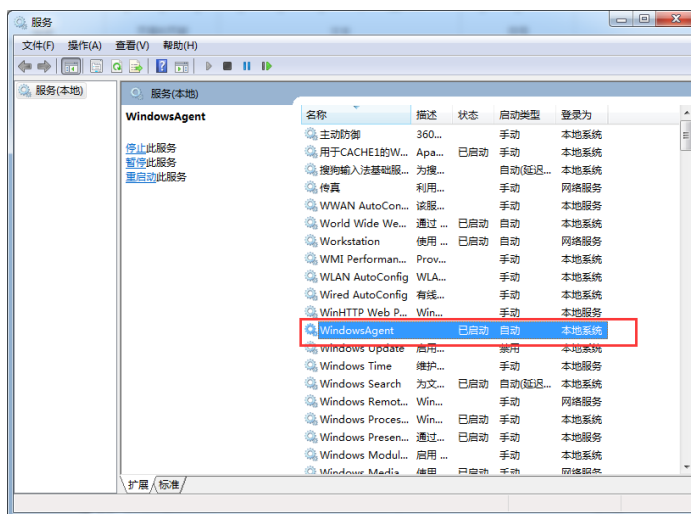 服务
文件(F) 操作(A) 查看(V) 帮助(H)
服务(本地)
服务(本地)
WindowsAgent
停止此服务
暂停此服务
重启动此服务
名称 描述 状态 启动类型 登录为
主动防御 360... 手动 本地系统
用于CACHE1的W... Apa... 已启动 手动 本地系统
搜狗输入法基础服... 为搜... 自动(延迟... 本地系统
传真 利用... 手动 网络服务
WWAN AutoCon... 该服... 手动 本地服务
World Wide We... 通过 ... 已启动 自动 本地系统
Workstation 使用 ... 已启动 自动 网络服务
WMI Performan... Prov... 手动 本地系统
WLAN AutoConfig WLA... 手动 本地系统
Wired AutoConfig 有线... 手动 本地系统
WinHTTP Web P... Win... 手动 本地服务
WindowsAgent 已启动 自动 本地系统
Windows Update 启用... 禁用 本地系统
Windows Time 维护... 手动 本地服务
Windows Search 为文... 已启动 自动(延迟... 本地系统
Windows Remot... Win... 手动 网络服务
Windows Proces... Win... 已启动 手动 本地系统
Windows Presen... 通过... 已启动 手动 本地服务
Windows Modul... 启用 ... 手动 本地系统
Windows Media 使用 已启动 手动 网络服务
扩展 标准